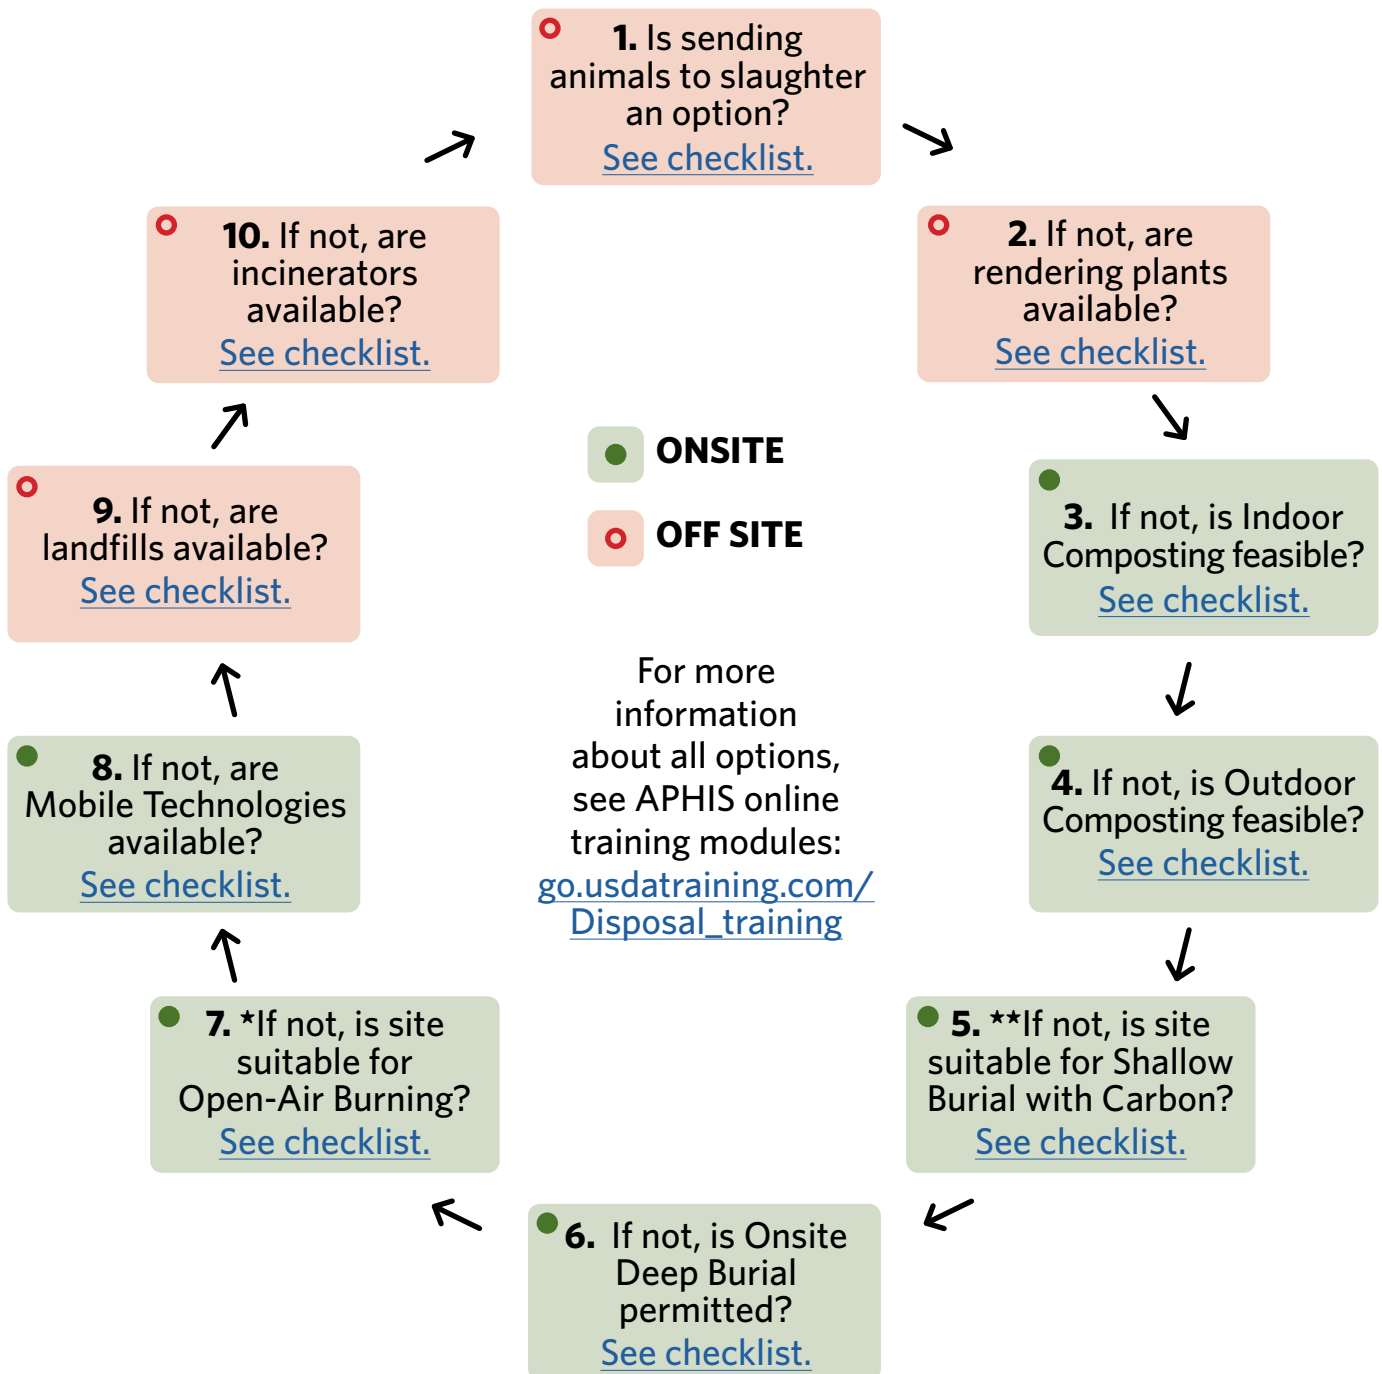 1. Is sending
animals to slaughter
an option?
See checklist.
2. If not, are
rendering plants
available?
See checklist.
3. If not, is Indoor
Composting feasible?
See checklist.
4. If not, is Outdoor
Composting feasible?
See checklist.
5. **If not, is site
suitable for Shallow
Burial with Carbon?
See checklist.
6. If not, is Onsite
Deep Burial
permitted?
See checklist.
7. *If not, is site
suitable for
Open-Air Burning?
See checklist.
8. If not, are
Mobile Technologies
available?
See checklist.
9. If not, are
landfills available?
See checklist.
10. If not, are
incinerators
available?
See checklist.
ONSITE
OFF SITE
For more
information
about all options,
see APHIS online
training modules:
go.usdatraining.com/
Disposal_training